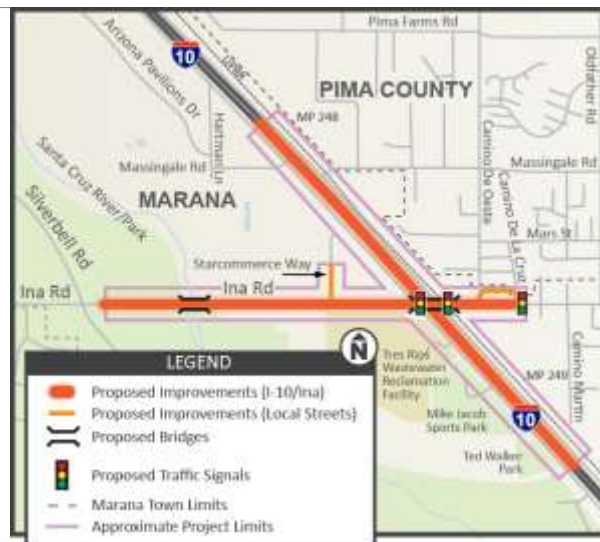 Pima Farms Rd
Arizona Pavilions Dr
10
PIMA COUNTY
Oldfather Rd
Hartman Ln
MP 248
Camino De Oeste
Massingale Rd
Massingale Rd
Santa Cruz River Park
MARANA
Camino De La Cruz
Mars St
Silverbell Rd
Starcommerce Way
Ina Rd
Ina Rd
N
Tres Rios
Wastewater
Reclamation
Facility
MP 249
Camino Martin
Mike Jacob
Sports Park
10
Ted Walker
Park
LEGEND
Proposed Improvements (I-10/Ina)
Proposed Improvements (Local Streets)
Proposed Bridges
Proposed Traffic Signals
Marana Town Limits
Approximate Project Limits